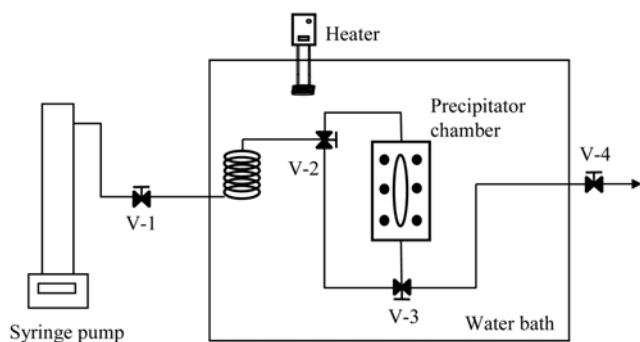 Heater
Precipitator
chamber
V-4
V-2
V-1
V-3
Syringe pump
Water bath